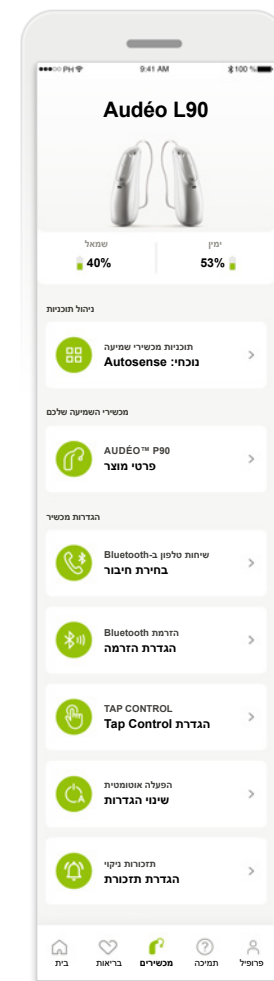 PH 9:41 AM 100 %
Audéo L90
שמאל ימין
40% 53%
ניהול תוכניות
תוכניות מכשירי שמיעה
נוכחי: Autosense
מכשירי השמיעה שלכם
AUDÉO™ P90
פרטי מוצר
הגדרות מכשיר
שיחות טלפון ב-Bluetooth
בחירת חיבור
הזרמת Bluetooth
הגדרת הזרמה
TAP CONTROL
הגדרת Tap Control
הפעלה אוטומטית
שינוי הגדרות
תזכורות ניקוי
הגדרת תזכורת
בית בריאות מכשירים תמיכה פרופיל